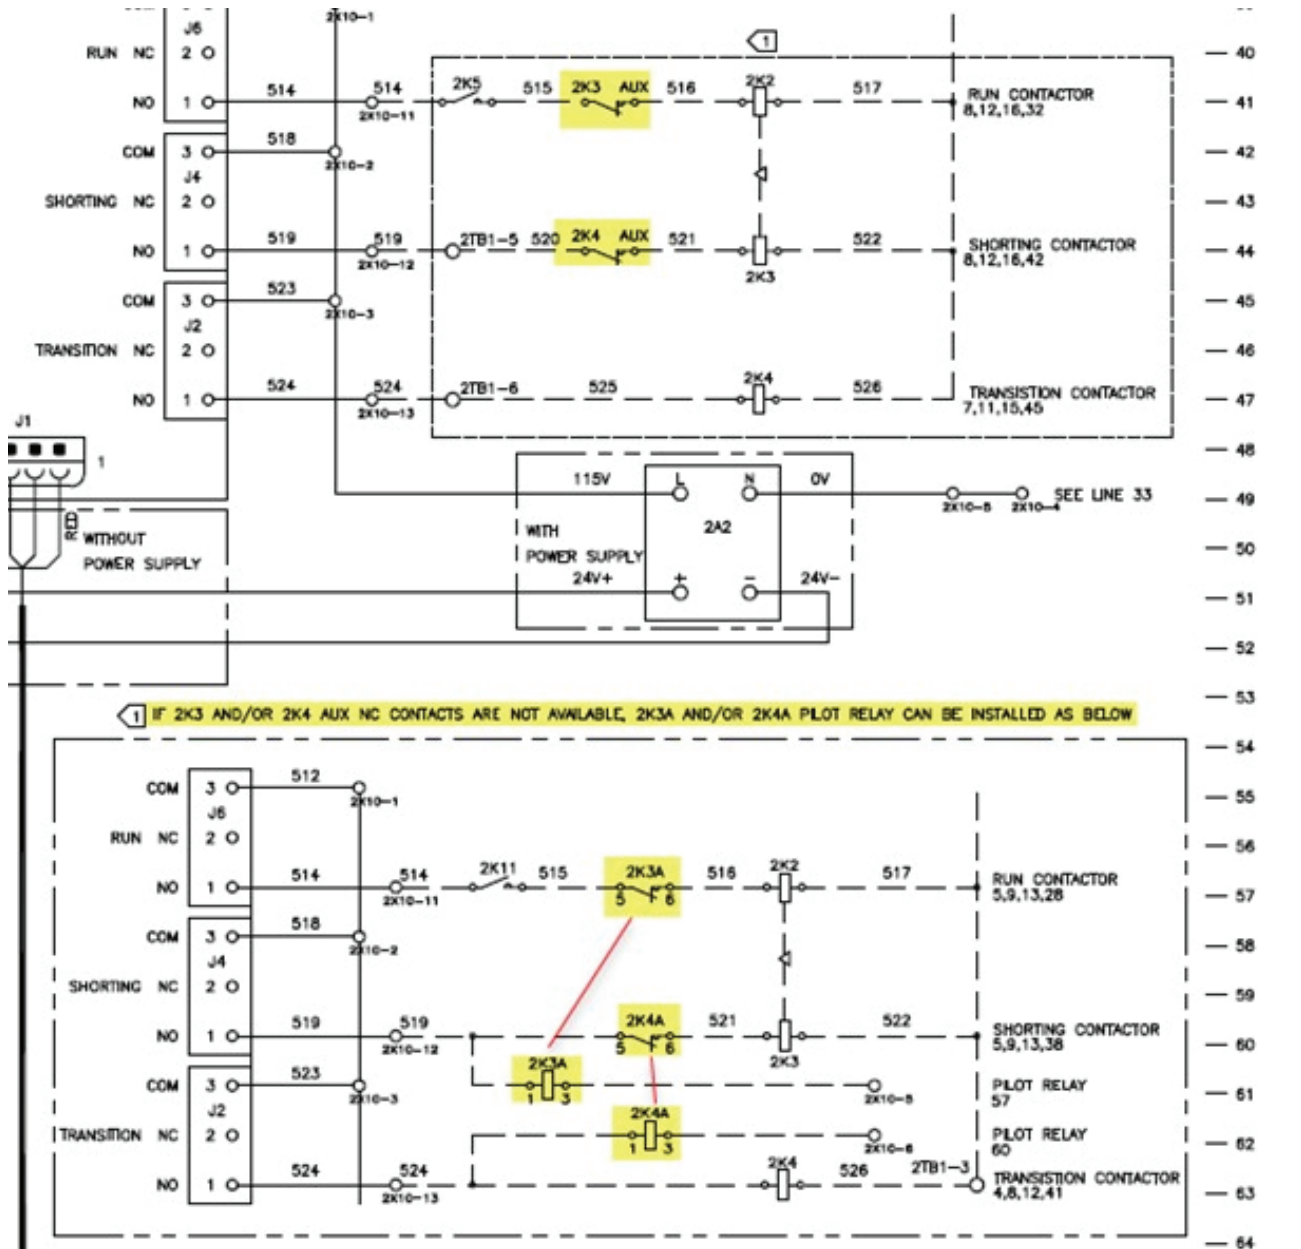 2X10-1
J6
RUN NC 2
40
1
NO 1 514 514 2X10-11 2K5 515 2K3 AUX 516 2K2 517 RUN CONTACTOR 41
8,12,16,32
COM 3 518 2X10-2 42
J4
SHORTING NC 2 43
NO 1 519 519 2X10-12 2TB1-5 520 2K4 AUX 521 2K3 522 SHORTING CONTACTOR 44
8,12,16,42
COM 3 523 2X10-3 45
J2
TRANSITION NC 2 46
NO 1 524 524 2X10-13 2TB1-6 525 2K4 526 TRANSISTION CONTACTOR 47
7,11,15,45
J1
1
48
115V L N 0V 2X10-5 2X10-4 SEE LINE 33 49
RED
WITHOUT
POWER SUPPLY
WITH
POWER SUPPLY
2A2
50
24V+ + - 24V- 51
52
53
1 IF 2K3 AND/OR 2K4 AUX NC CONTACTS ARE NOT AVAILABLE, 2K3A AND/OR 2K4A PILOT RELAY CAN BE INSTALLED AS BELOW
54
COM 3 512 2X10-1 55
J6
RUN NC 2 56
NO 1 514 514 2X10-11 2K11 515 2K3A 5 6 516 2K2 517 RUN CONTACTOR 57
5,9,13,28
COM 3 518 2X10-2 58
J4
SHORTING NC 2 59
NO 1 519 519 2X10-12 2K4A 5 6 521 2K3 522 SHORTING CONTACTOR 60
5,9,13,38
COM 3 523 2X10-3 2K3A 1 3 2X10-5 PILOT RELAY 61
57
J2
TRANSITION NC 2 2K4A 1 3 2X10-6 PILOT RELAY 62
60
NO 1 524 524 2X10-13 2K4 526 2TB1-3 TRANSISTION CONTACTOR 63
4,8,12,41
64